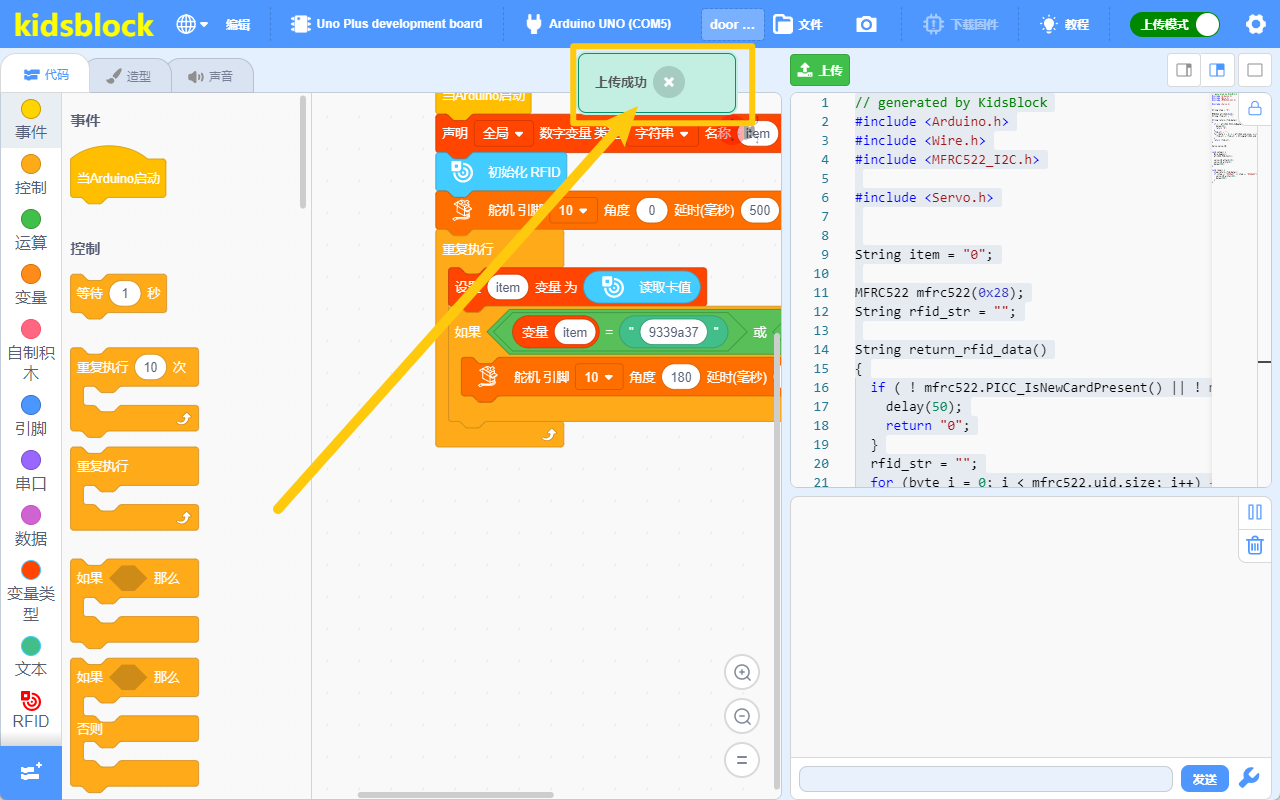 kidsblock
编辑
Uno Plus development board
Arduino UNO (COM5)
door ...
文件
下载固件
教程
上传模式
代码
造型
声音
上传成功
上传
事件
控制
运算
变量
自制积
木
引脚
串口
数据
变量类
型
文本
RFID
事件
当Arduino启动
控制
等待 1 秒
重复执行 10 次
重复执行
如果 那么
如果 那么
否则
当Arduino启动
声明 全局 数字变量 类型 字符串 名称 item
初始化 RFID
舵机 引脚 10 角度 0 延时(毫秒) 500
重复执行
设置 item 变量 为 读取卡值
如果 变量 item = " 9339a37 " 或
舵机 引脚 10 角度 180 延时(毫秒)
1 // generated by KidsBlock
2 #include <Arduino.h>
3 #include <Wire.h>
4 #include <MFRC522_I2C.h>
5
6 #include <Servo.h>
7
8
9 String item = "0";
10
11 MFRC522 mfrc522(0x28);
12 String rfid_str = "";
13
14 String return_rfid_data()
15 {
16 if ( ! mfrc522.PICC_IsNewCardPresent() || ! m
17 delay(50);
18 return "0";
19 }
20 rfid_str = "";
21 for (byte i = 0; i < mfrc522.uid.size; i++) {
发送